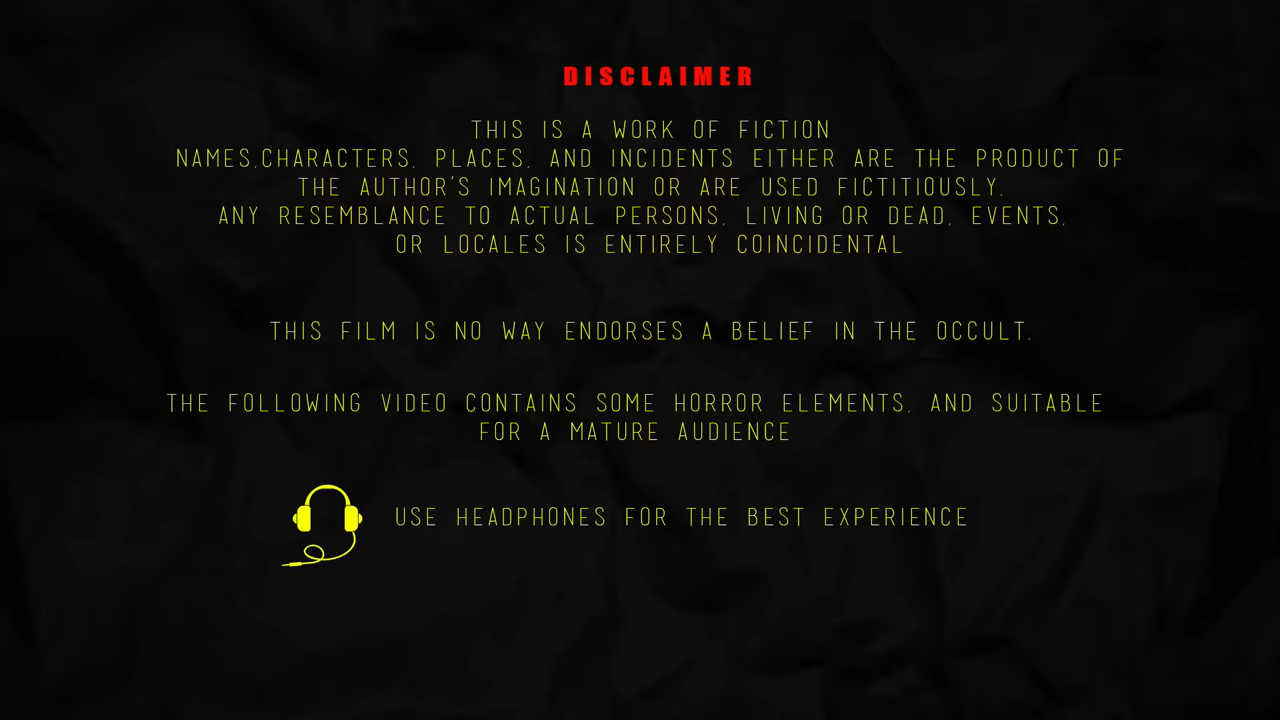 DISCLAIMER
THIS IS A WORK OF FICTION
NAMES,CHARACTERS, PLACES, AND INCIDENTS EITHER ARE THE PRODUCT OF
THE AUTHOR'S IMAGINATION OR ARE USED FICTITIOUSLY.
ANY RESEMBLANCE TO ACTUAL PERSONS, LIVING OR DEAD, EVENTS,
OR LOCALES IS ENTIRELY COINCIDENTAL
THIS FILM IS NO WAY ENDORSES A BELIEF IN THE OCCULT.
THE FOLLOWING VIDEO CONTAINS SOME HORROR ELEMENTS, AND SUITABLE
FOR A MATURE AUDIENCE
USE HEADPHONES FOR THE BEST EXPERIENCE